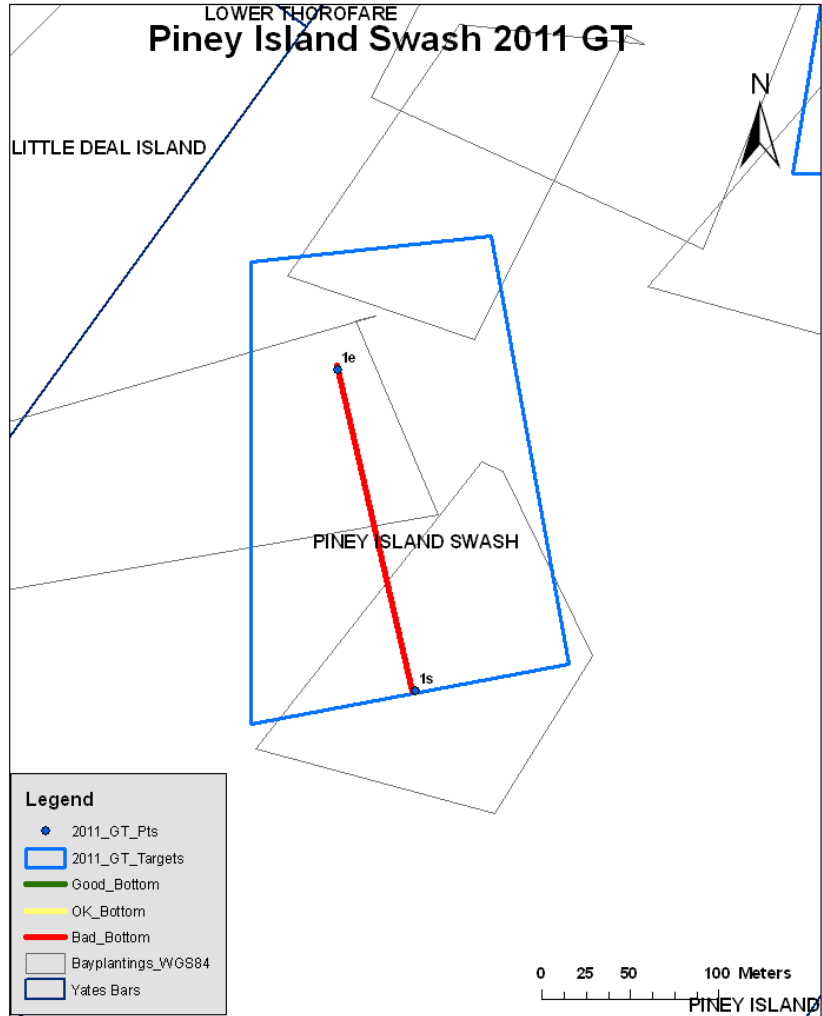 LOWER THOROFARE
Piney Island Swash 2011 GT
N
LITTLE DEAL ISLAND
1e
PINEY ISLAND SWASH
1s
Legend
2011_GT_Pts
2011_GT_Targets
Good_Bottom
OK_Bottom
Bad_Bottom
Bayplantings_WGS84
Yates Bars
0 25 50 100 Meters
PINEY ISLAND